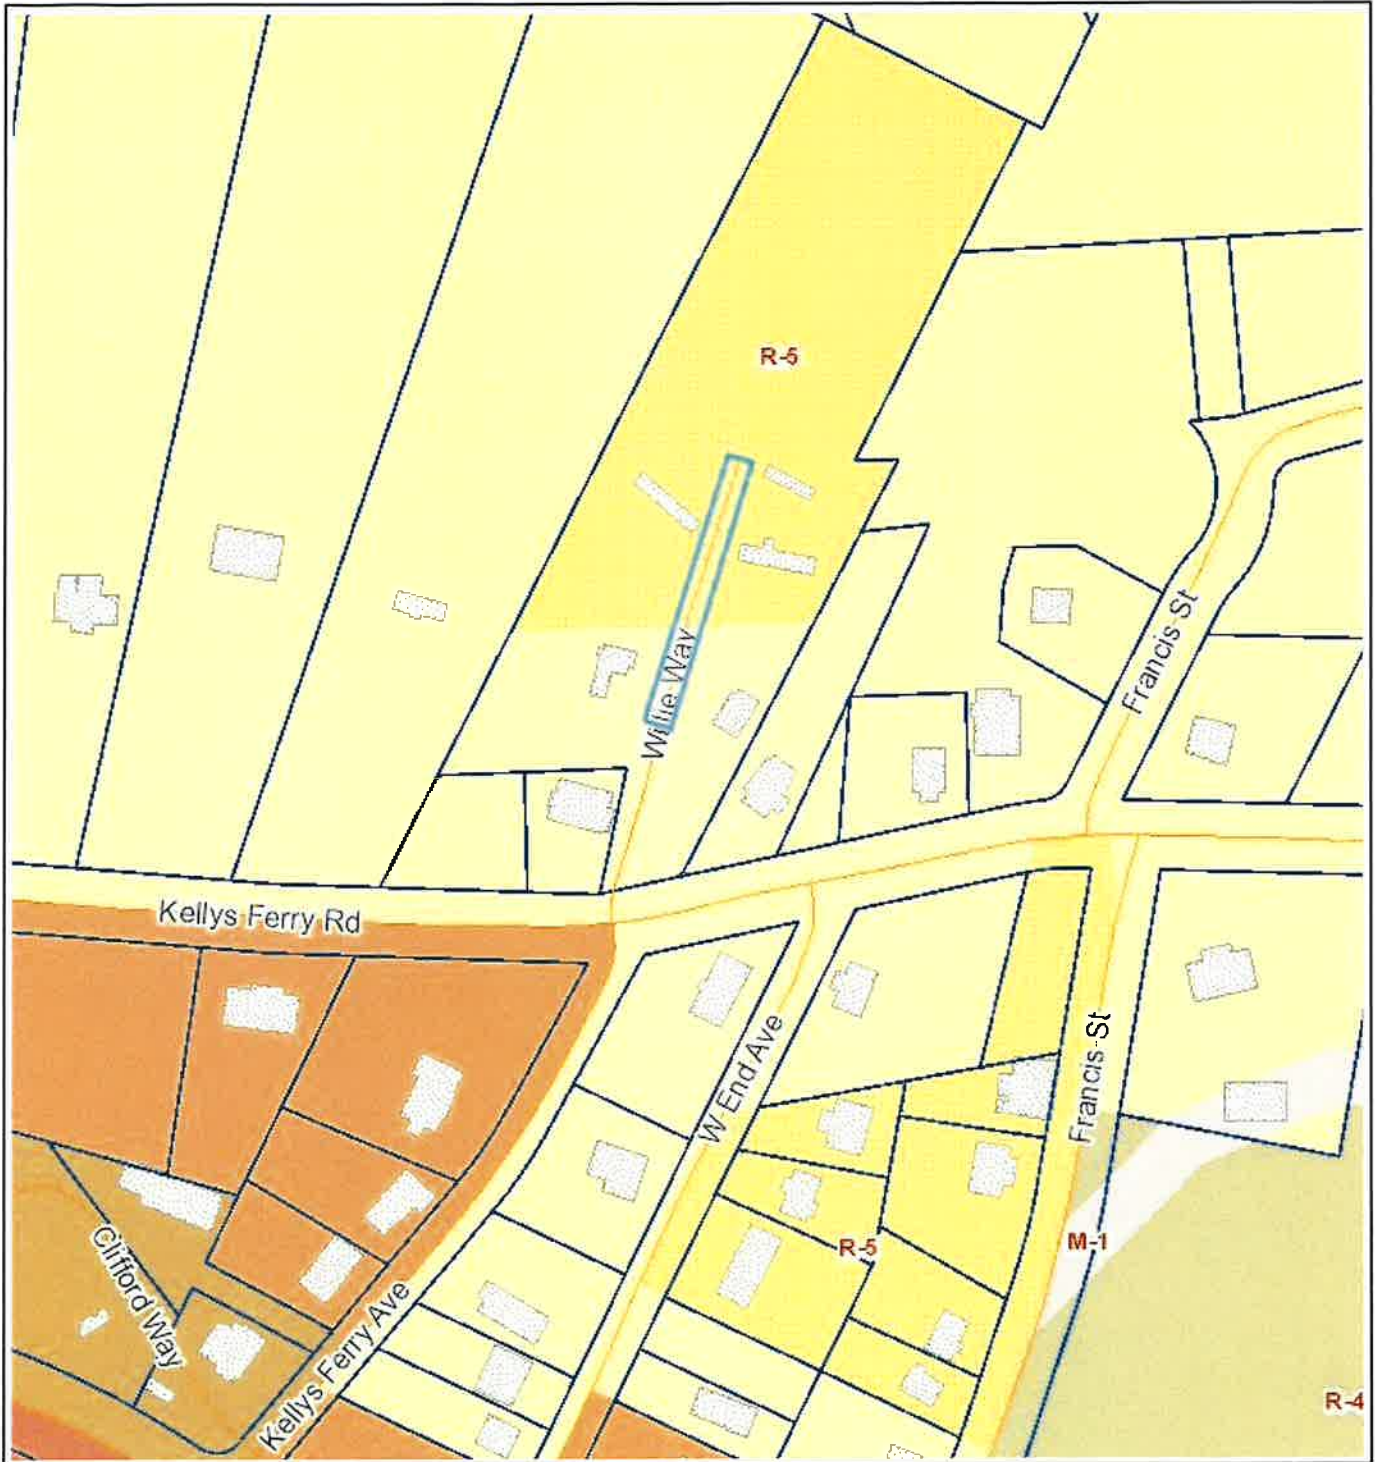 R-5
Willie Way
Francis St
Kellys Ferry Rd
W End Ave
Francis St
R-5
M-1
Clifford Way
Kellys Ferry Ave
R-4